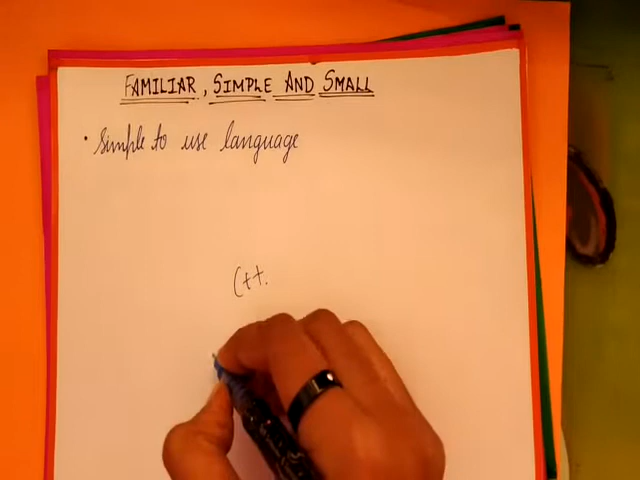 FAMILIAR, SIMPLE AND SMALL
• Simple to use language
C++.